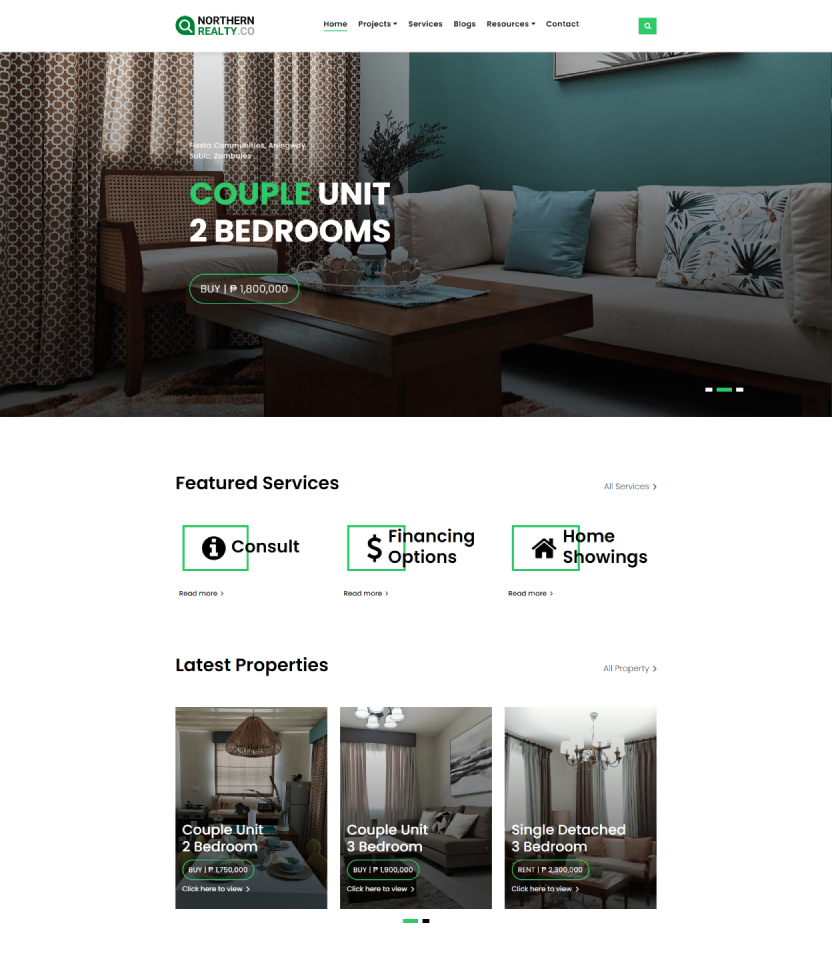 NORTHERN
REALTY.CO
Home Projects Services Blogs Resources Contact
Fiesta Communities, Aningway
Subic, Zambales
COUPLE UNIT
2 BEDROOMS
BUY | ₱ 1,800,000
Featured Services
All Services >
Consult
Financing
Options
Home
Showings
Read more >
Read more >
Read more >
Latest Properties
All Property >
Couple Unit
2 Bedroom
BUY | ₱ 1,750,000
Click here to view >
Couple Unit
3 Bedroom
BUY | ₱ 1,900,000
Click here to view >
Single Detached
3 Bedroom
RENT | ₱ 2,300,000
Click here to view >